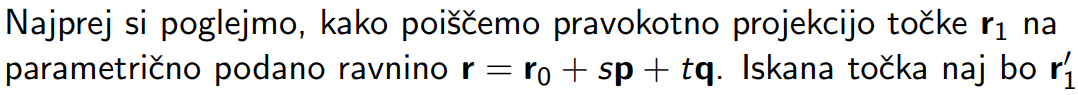 Najprej si poglejmo, kako poiščemo pravokotno projekcijo točke r₁ na
parametrično podano ravnino r = r₀ + sp + tq. Iskana točka naj bo r₁′